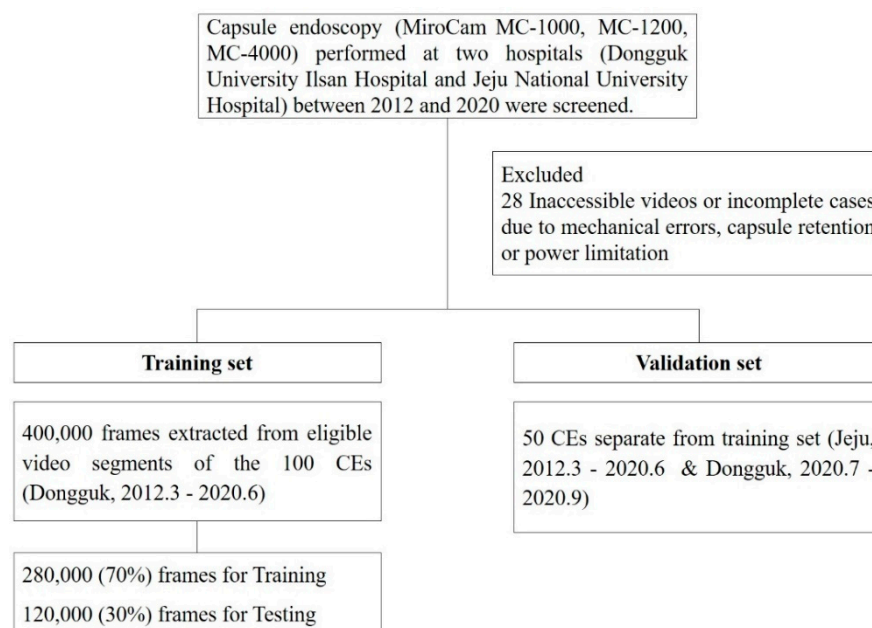 Capsule endoscopy (MiroCam MC-1000, MC-1200,
MC-4000) performed at two hospitals (Dongguk
University Ilsan Hospital and Jeju National University
Hospital) between 2012 and 2020 were screened.
Excluded
28 Inaccessible videos or incomplete cases
due to mechanical errors, capsule retention
or power limitation
Training set
Validation set
400,000 frames extracted from eligible
video segments of the 100 CEs
(Dongguk, 2012.3 - 2020.6)
50 CEs separate from training set (Jeju,
2012.3 - 2020.6 & Dongguk, 2020.7 -
2020.9)
280,000 (70%) frames for Training
120,000 (30%) frames for Testing